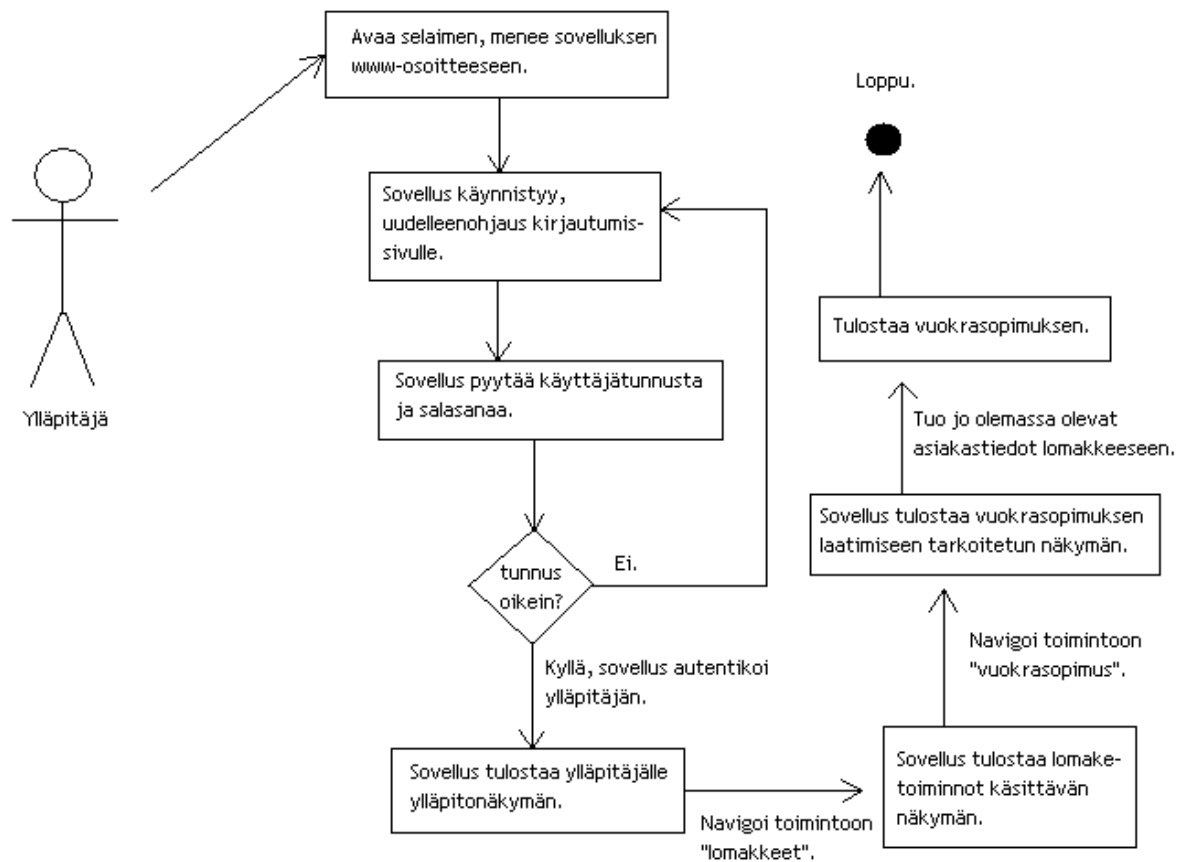 Avaa selaimen, menee sovelluksen
www-osoitteeseen.
Ylläpitäjä
Sovellus käynnistyy,
uudelleenohjaus kirjautumis-
sivulle.
Sovellus pyytää käyttäjätunnusta
ja salasanaa.
tunnus
oikein?
Ei.
Kyllä, sovellus autentikoi
ylläpitäjän.
Sovellus tulostaa ylläpitäjälle
ylläpitonäkymän.
Navigoi toimintoon
"lomakkeet".
Sovellus tulostaa lomake-
toiminnot käsittävän
näkymän.
Navigoi toimintoon
"vuokrasopimus".
Sovellus tulostaa vuokrasopimuksen
laatimiseen tarkoitetun näkymän.
Tuo jo olemassa olevat
asiakastiedot lomakkeeseen.
Tulostaa vuokrasopimuksen.
Loppu.